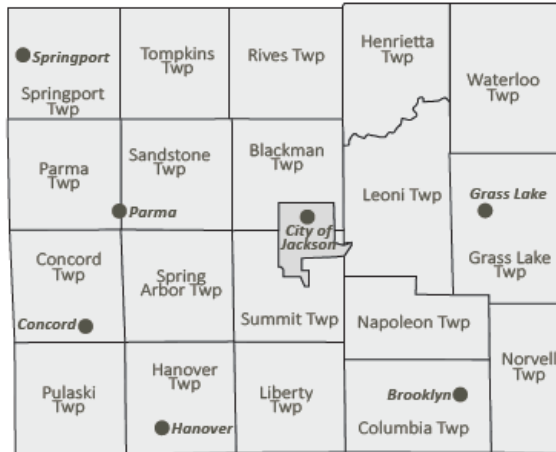 Springport
Springport
Twp
Tompkins
Twp
Rives Twp
Henrietta
Twp
Waterloo
Twp
Parma
Twp
Sandstone
Twp
Parma
Blackman
Twp
Leoni Twp
Grass Lake
Grass Lake
Twp
City of
Jackson
Concord
Twp
Concord
Spring
Arbor Twp
Summit Twp
Napoleon Twp
Norvell
Twp
Pulaski
Twp
Hanover
Twp
Hanover
Liberty
Twp
Brooklyn
Columbia Twp